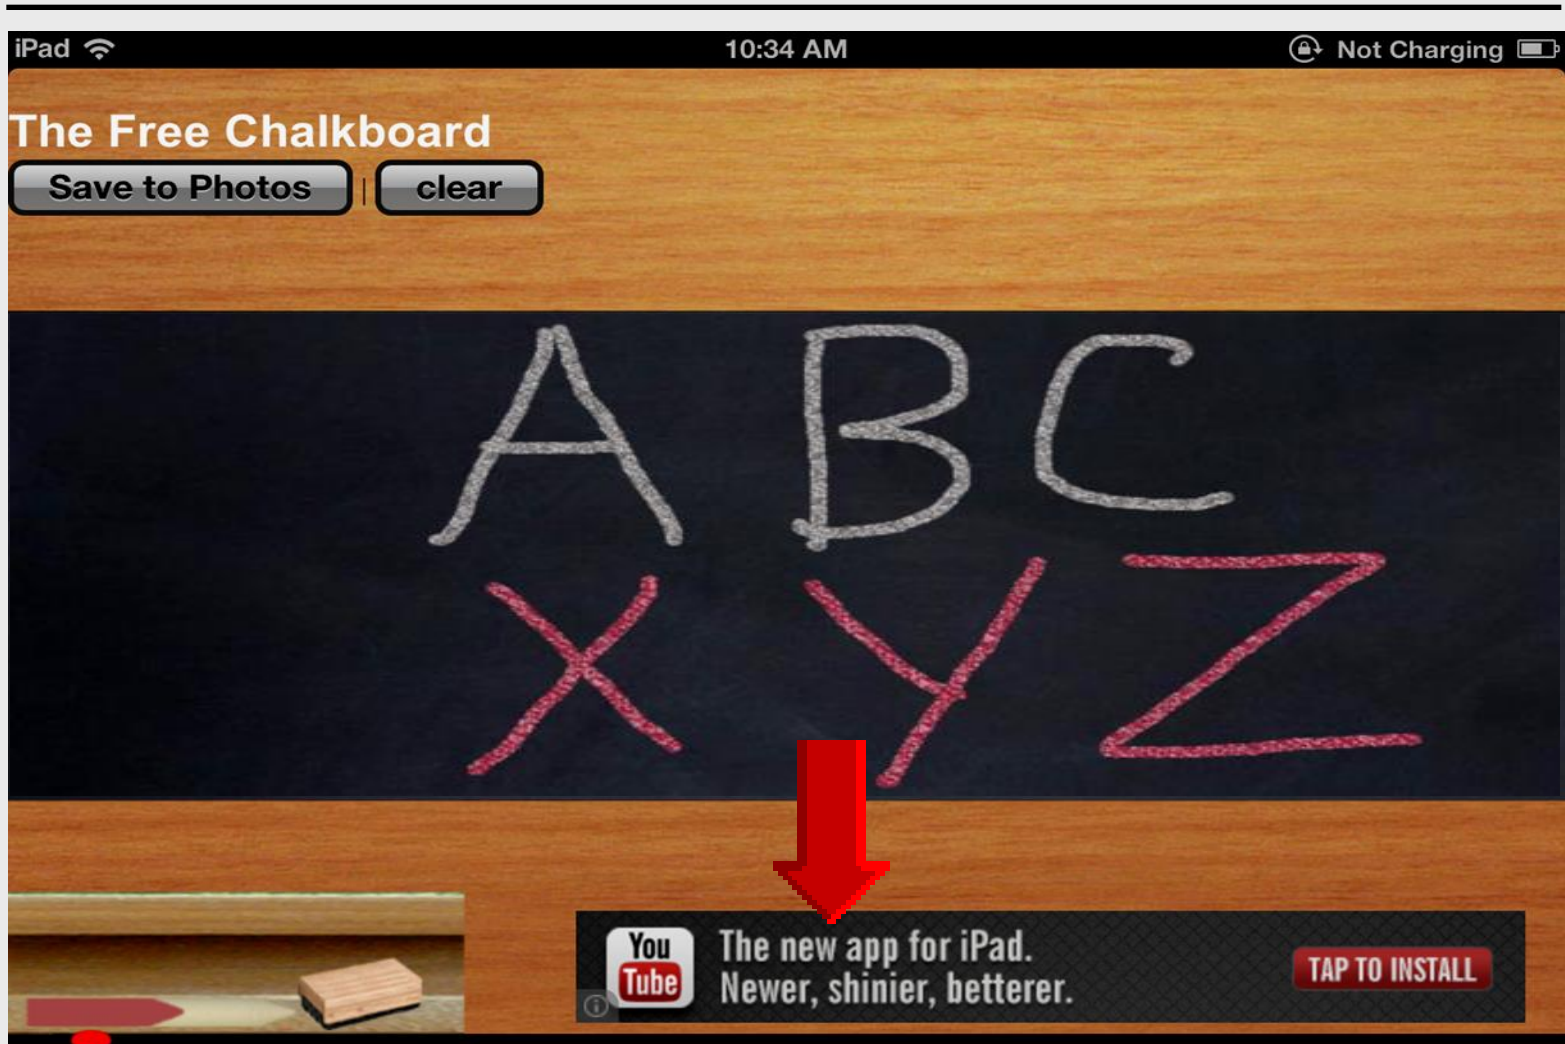 iPad 10:34 AM Not Charging
The Free Chalkboard
Save to Photos | clear
A B C
X Y Z
You
Tube
The new app for iPad.
Newer, shinier, betterer.
TAP TO INSTALL